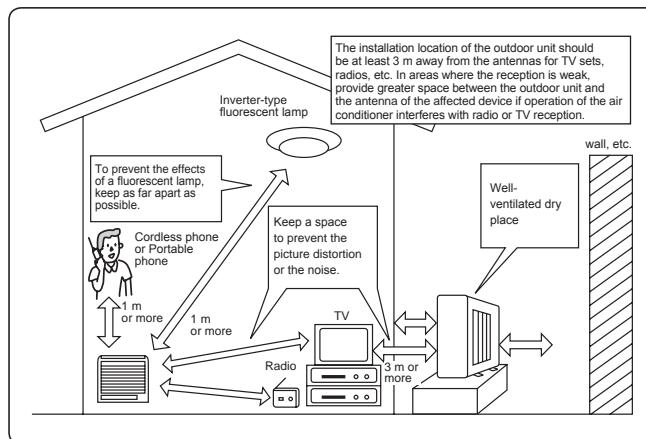 The installation location of the outdoor unit should
be at least 3 m away from the antennas for TV sets,
radios, etc. In areas where the reception is weak,
provide greater space between the outdoor unit and
the antenna of the affected device if operation of the air
conditioner interferes with radio or TV reception.
Inverter-type
fluorescent lamp
wall, etc.
To prevent the effects
of a fluorescent lamp,
keep as far apart as
possible.
Well-
ventilated dry
place
Keep a space
to prevent the
picture distortion
or the noise.
Cordless phone
or Portable
phone
1 m
or more
1 m
or more
TV
Radio
3 m or
more